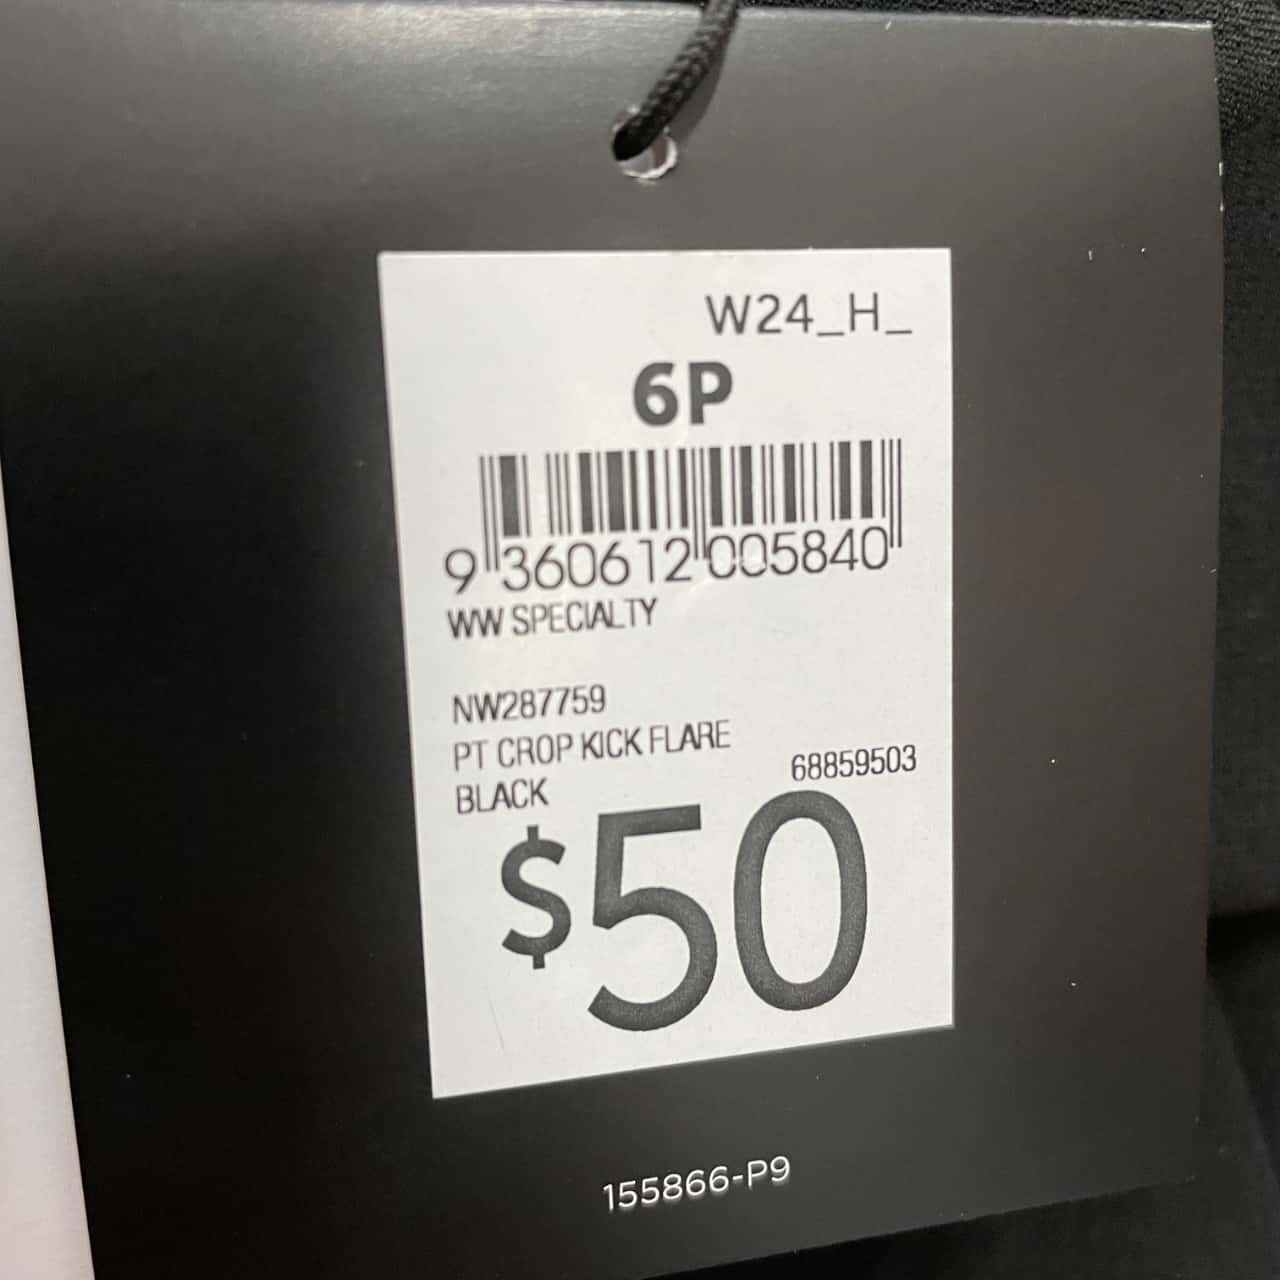 W24_H_
6P
9 360612 005840
WW SPECIALTY
NW287759
PT CROP KICK FLARE
BLACK
68859503
$50
155866-P9